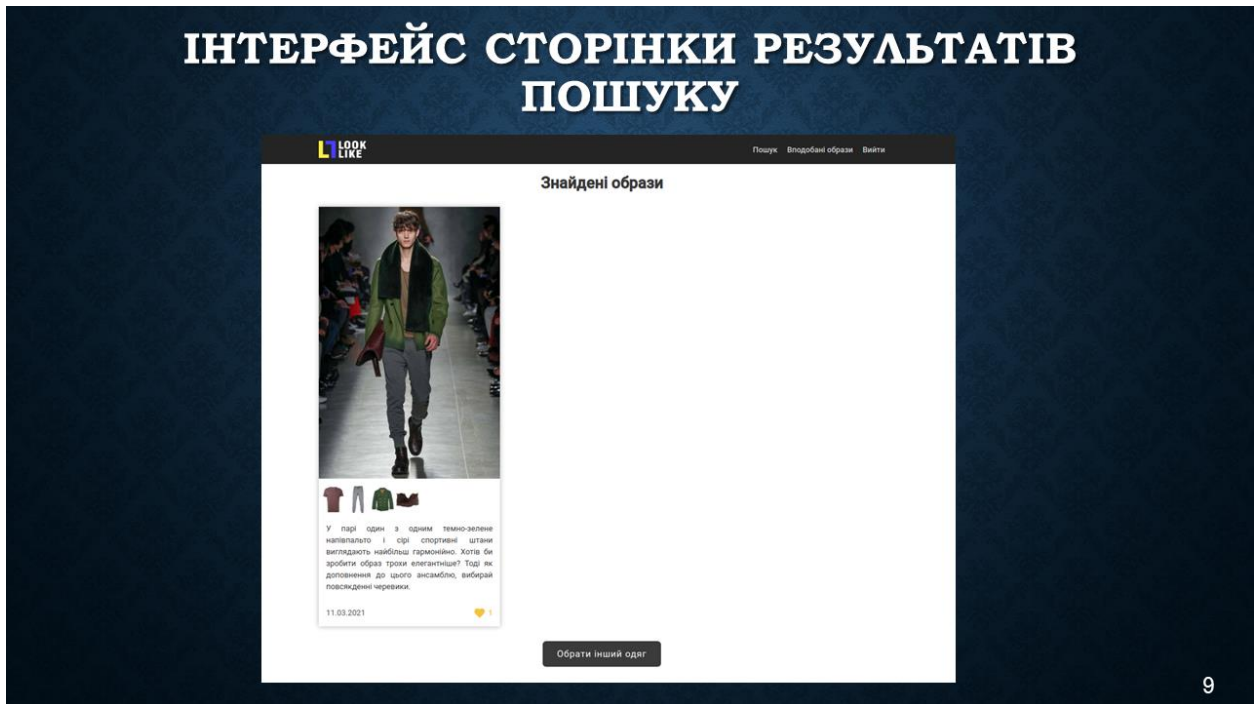 ІНТЕРФЕЙС СТОРІНКИ РЕЗУЛЬТАТІВ
ПОШУКУ
LOOK
LIKE
Пошук Вподобані образи Вийти
Знайдені образи
У парі один з одним темно-зелене
напівпальто і сірі спортивні штани
виглядають найбільш гармонійно. Хотів би
зробити образ трохи елегантніше? Тоді як
доповнення до цього ансамблю, вибирай
повсякденні черевики.
11.03.2021 1
Обрати інший одяг
9